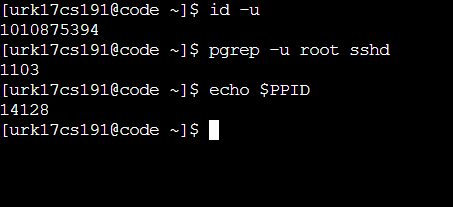 [urk17cs191@code ~]$ id -u
1010875394
[urk17cs191@code ~]$ pgrep -u root sshd
1103
[urk17cs191@code ~]$ echo $PPID
14128
[urk17cs191@code ~]$